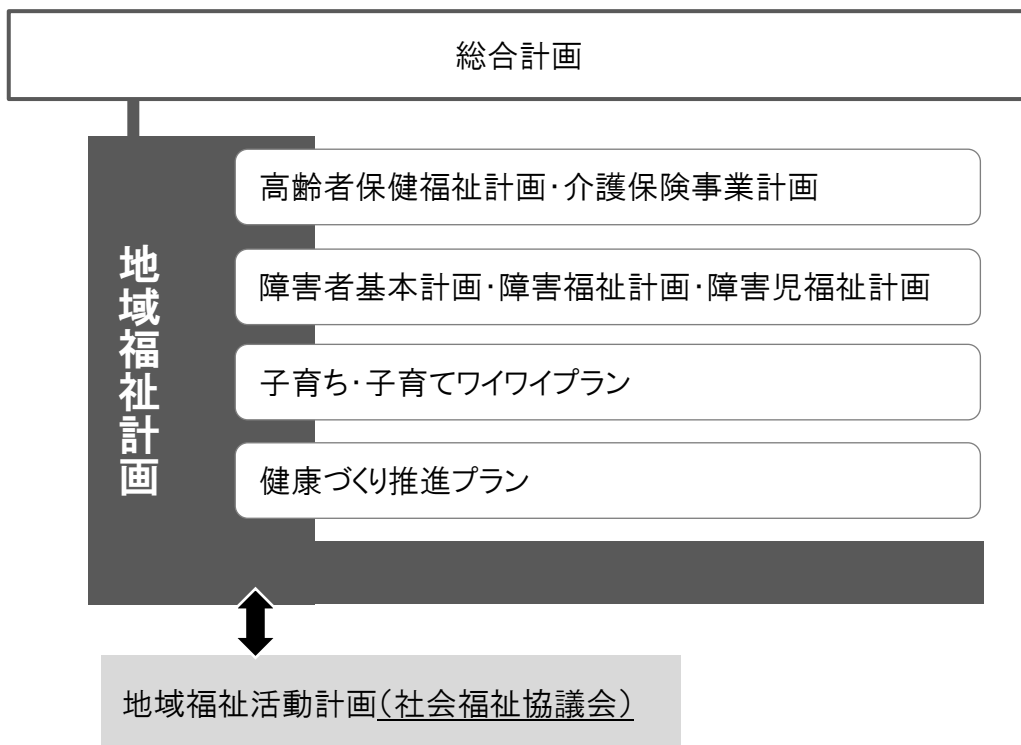 総合計画
地域福祉計画
高齢者保健福祉計画･介護保険事業計画
障害者基本計画･障害福祉計画･障害児福祉計画
子育ち･子育てワイワイプラン
健康づくり推進プラン
地域福祉活動計画(社会福祉協議会)